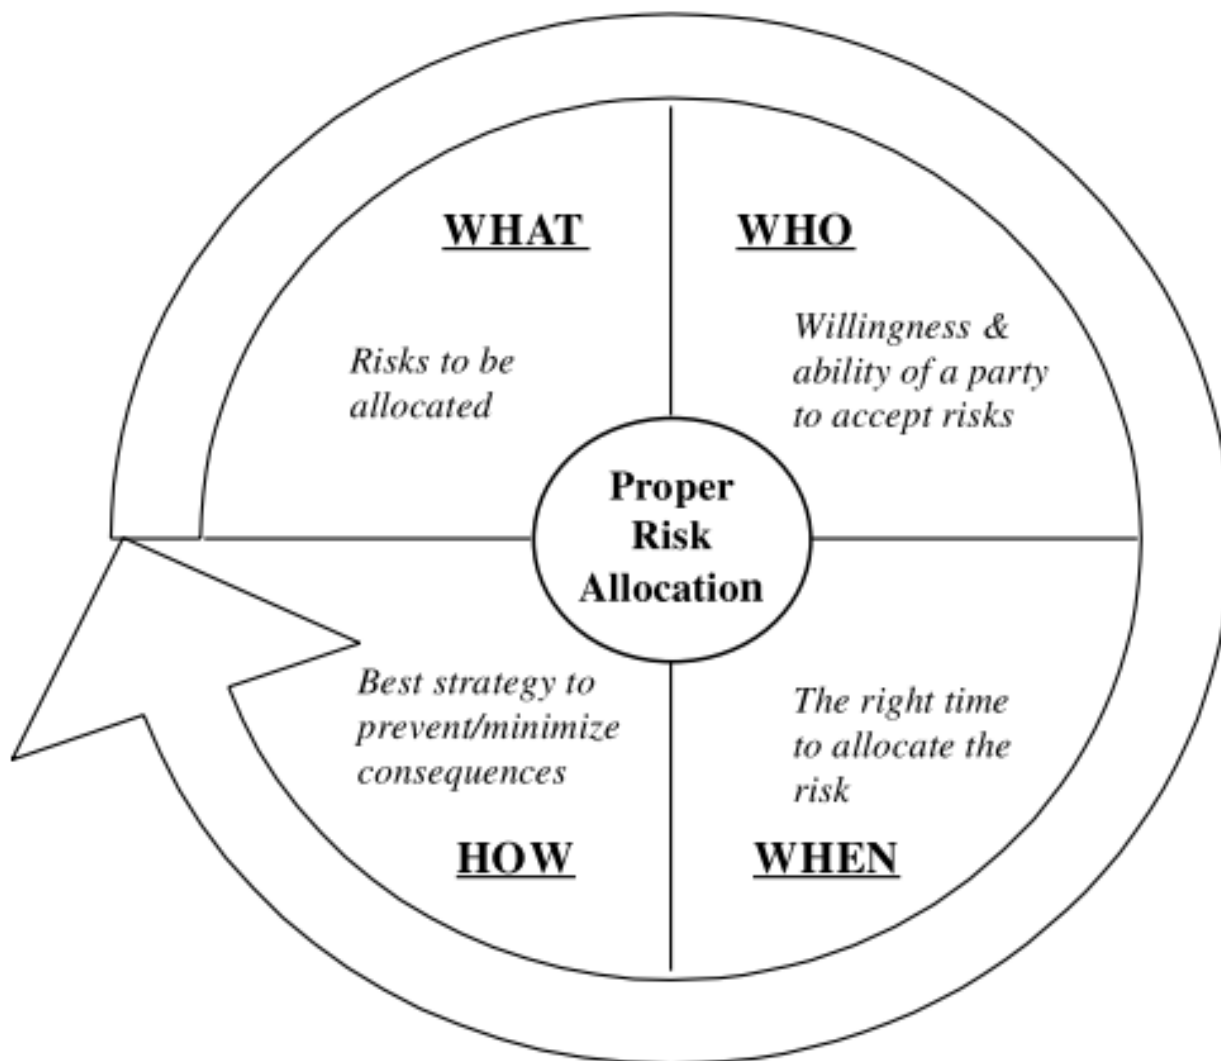 WHAT
Risks to be
allocated
WHO
Willingness &
ability of a party
to accept risks
Proper
Risk
Allocation
Best strategy to
prevent/minimize
consequences
HOW
The right time
to allocate the
risk
WHEN